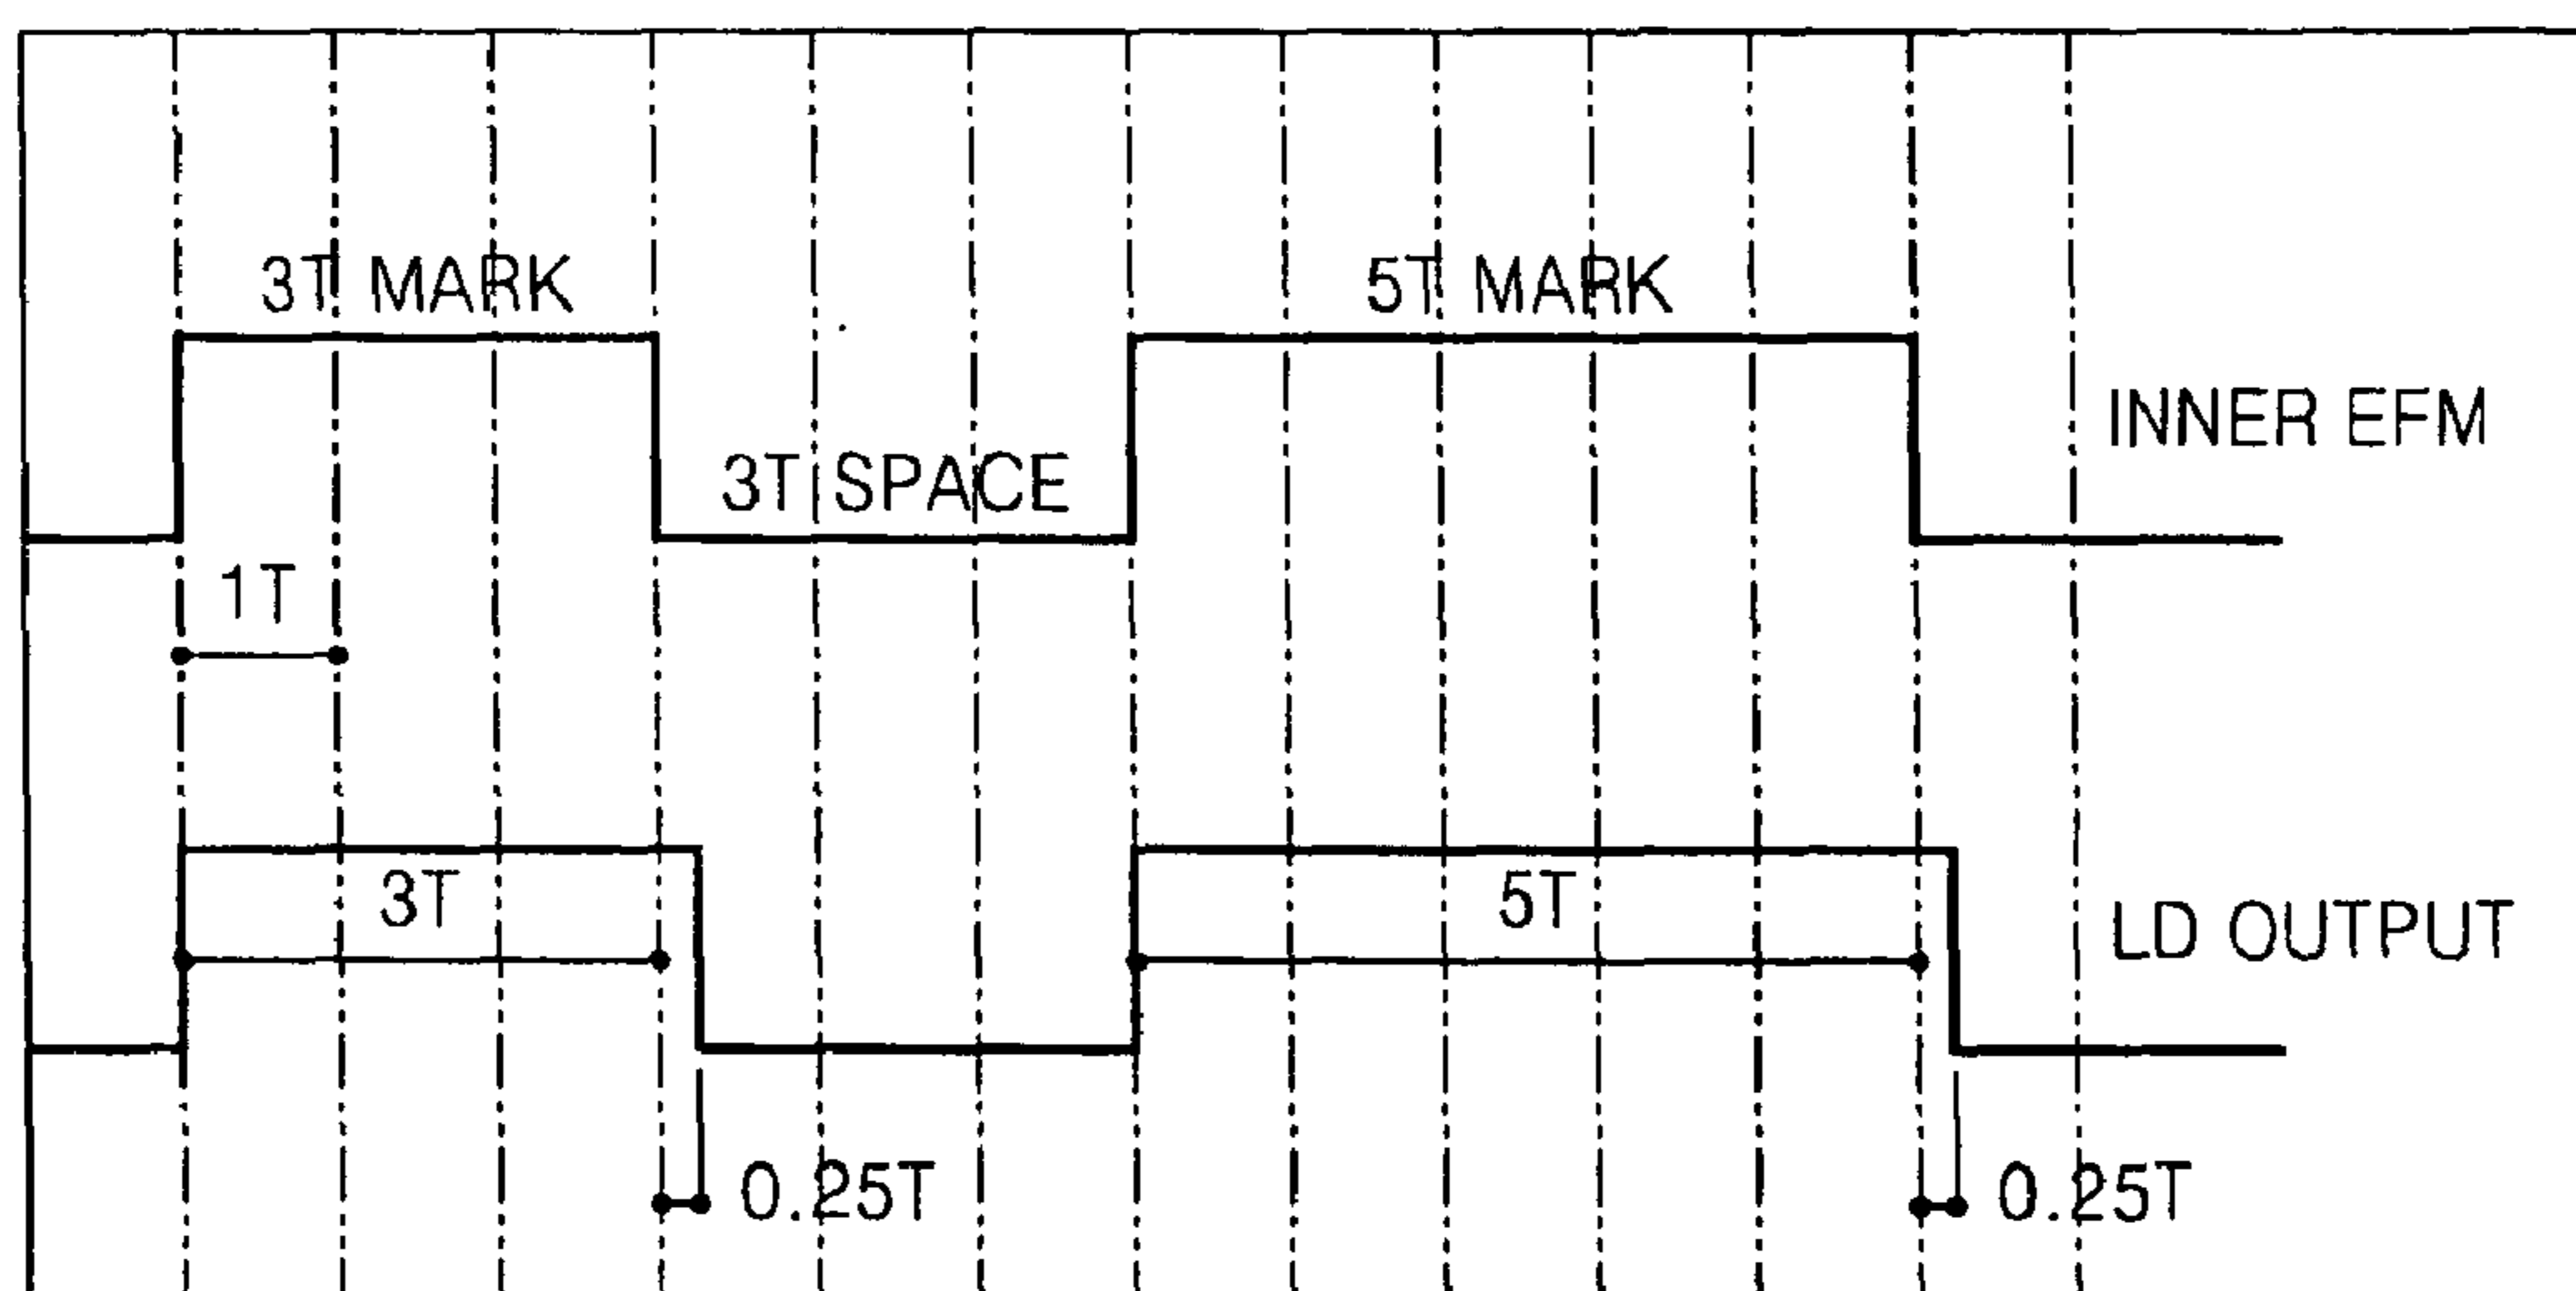 3T MARK
5T MARK
INNER EFM
3T SPACE
1T
3T
5T
LD OUTPUT
0.25T
0.25T